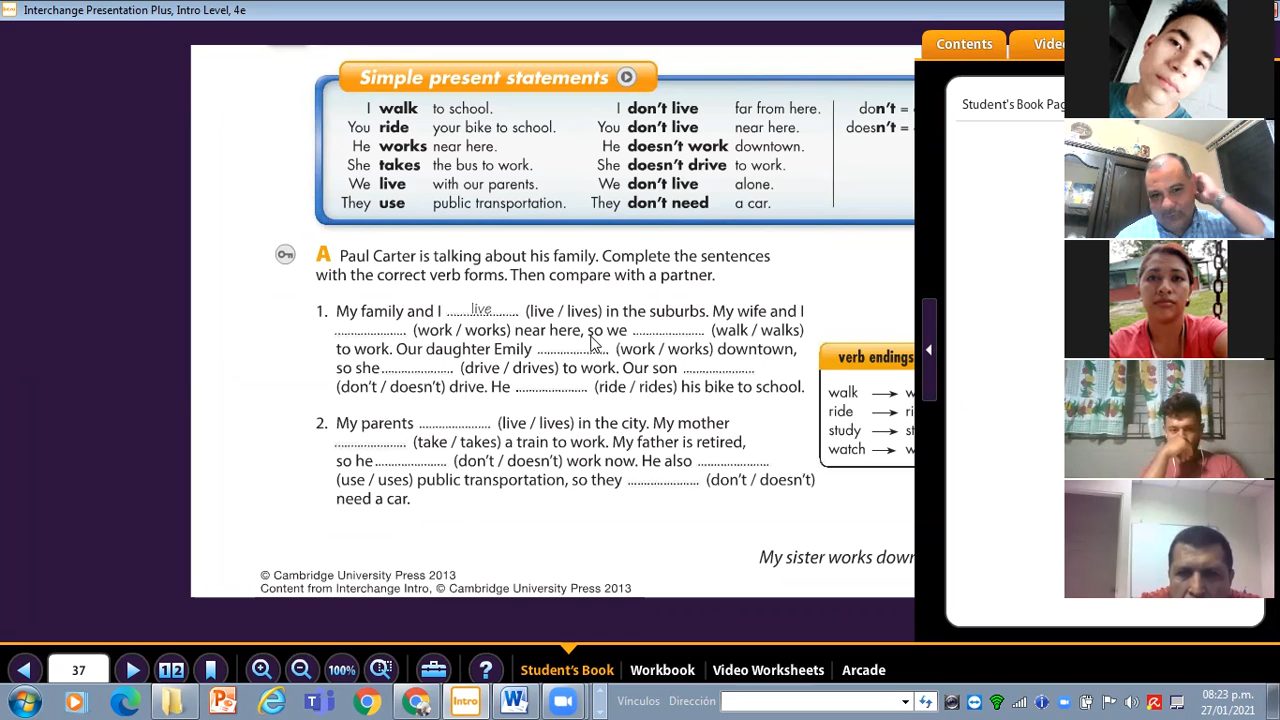 Interchange Presentation Plus, Intro Level, 4e
Contents
Simple present statements
I walk to school. I don't live far from here.
You ride your bike to school. You don't live near here.
He works near here. He doesn't work downtown.
She takes the bus to work. She doesn't drive to work.
We live with our parents. We don't live alone.
They use public transportation. They don't need a car.
don't =
doesn't =
Student's Book
A Paul Carter is talking about his family. Complete the sentences
with the correct verb forms. Then compare with a partner.
1. My family and I live (live / lives) in the suburbs. My wife and I
..................... (work / works) near here, so we ..................... (walk / walks)
to work. Our daughter Emily ..................... (work / works) downtown,
so she ..................... (drive / drives) to work. Our son .....................
(don't / doesn't) drive. He ..................... (ride / rides) his bike to school.
2. My parents ..................... (live / lives) in the city. My mother
..................... (take / takes) a train to work. My father is retired,
so he ..................... (don't / doesn't) work now. He also .....................
(use / uses) public transportation, so they ..................... (don't / doesn't)
need a car.
verb endings
walk →
ride →
study →
watch →
My sister works
© Cambridge University Press 2013
Content from Interchange Intro, © Cambridge University Press 2013
37
12
100%
?
Student's Book
Workbook
Video Worksheets
Arcade
Intro
Vínculos
Dirección
08:23 p.m.
27/01/2021